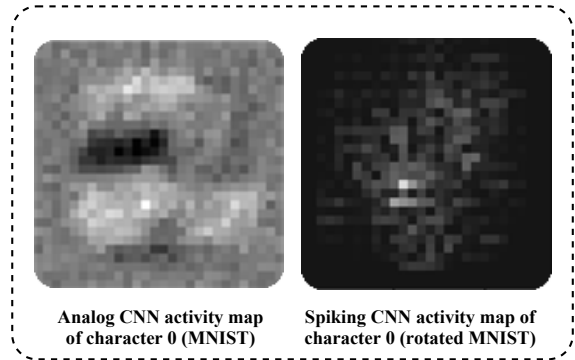 Analog CNN activity map
of character 0 (MNIST)
Spiking CNN activity map of
character 0 (rotated MNIST)